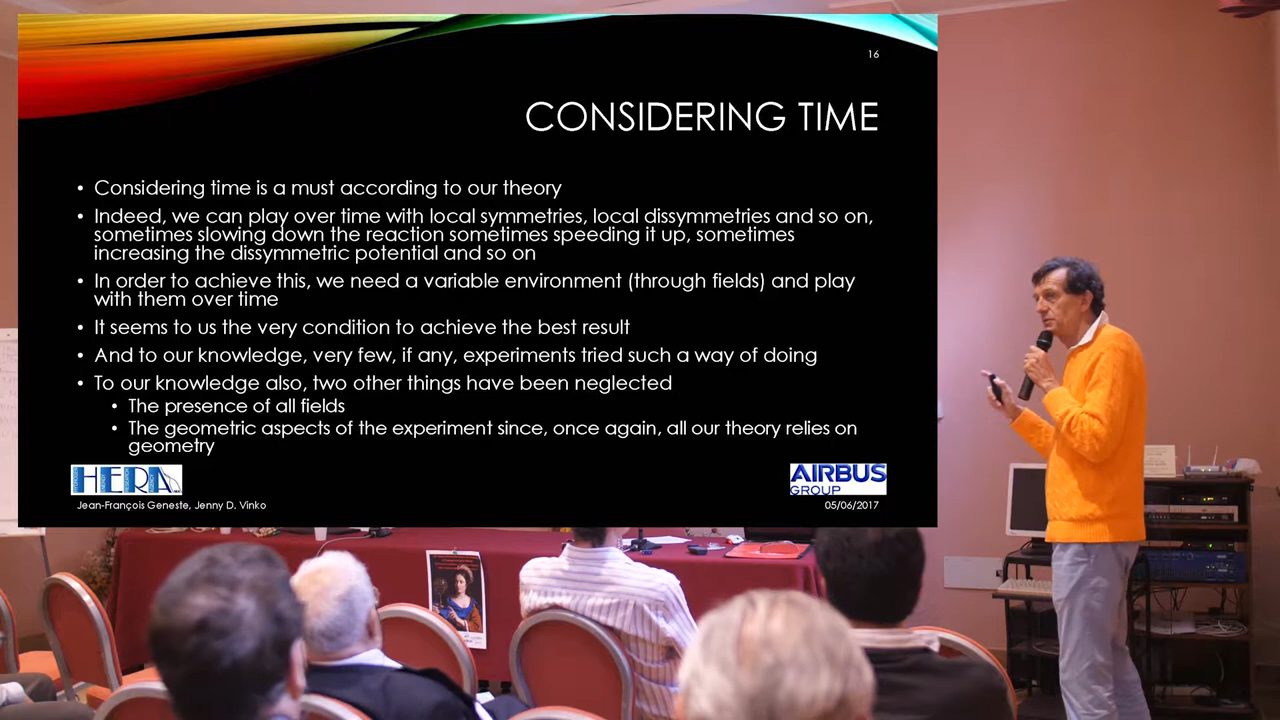 16
CONSIDERING TIME
• Considering time is a must according to our theory
• Indeed, we can play over time with local symmetries, local dissymmetries and so on,
sometimes slowing down the reaction sometimes speeding it up, sometimes
increasing the dissymmetric potential and so on
• In order to achieve this, we need a variable environment (through fields) and play
with them over time
• It seems to us the very condition to achieve the best result
• And to our knowledge, very few, if any, experiments tried such a way of doing
• To our knowledge also, two other things have been neglected
• The presence of all fields
• The geometric aspects of the experiment since, once again, all our theory relies on
geometry
HERA
AIRBUS
GROUP
Jean-François Geneste, Jenny D. Vinko
05/06/2017